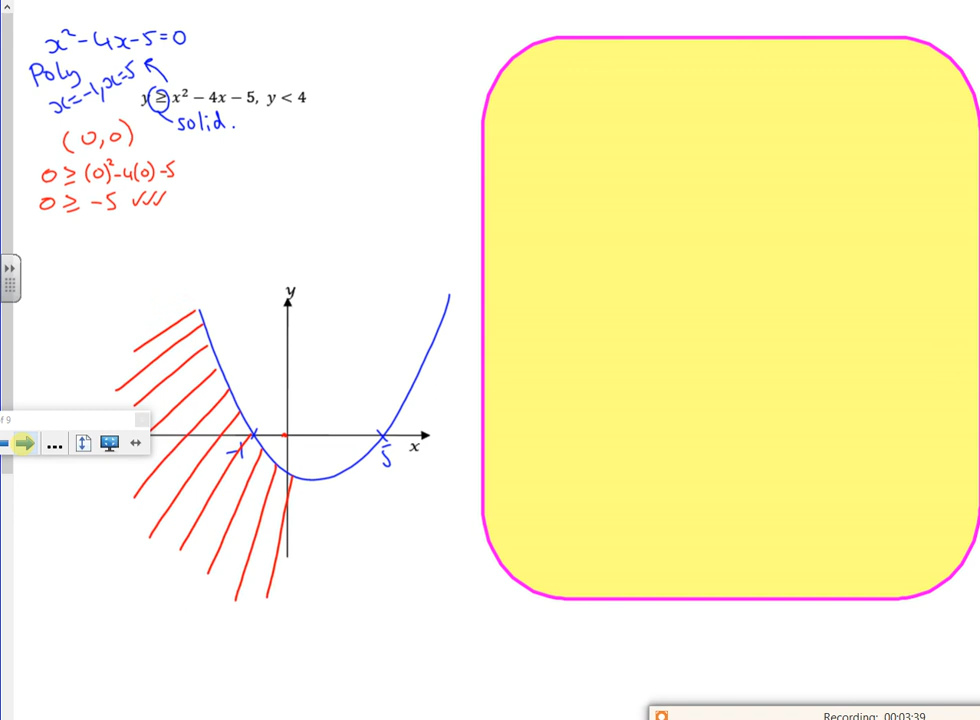 x² - 4x - 5 = 0
Poly
x = -1, x = 5
y ≥ x² − 4x − 5, y < 4
solid.
(0,0)
0 ≥ (0)² - 4(0) - 5
0 ≥ -5 ✓✓✓
y
of 9
...
-1
5
x
Recording: 00:03:39